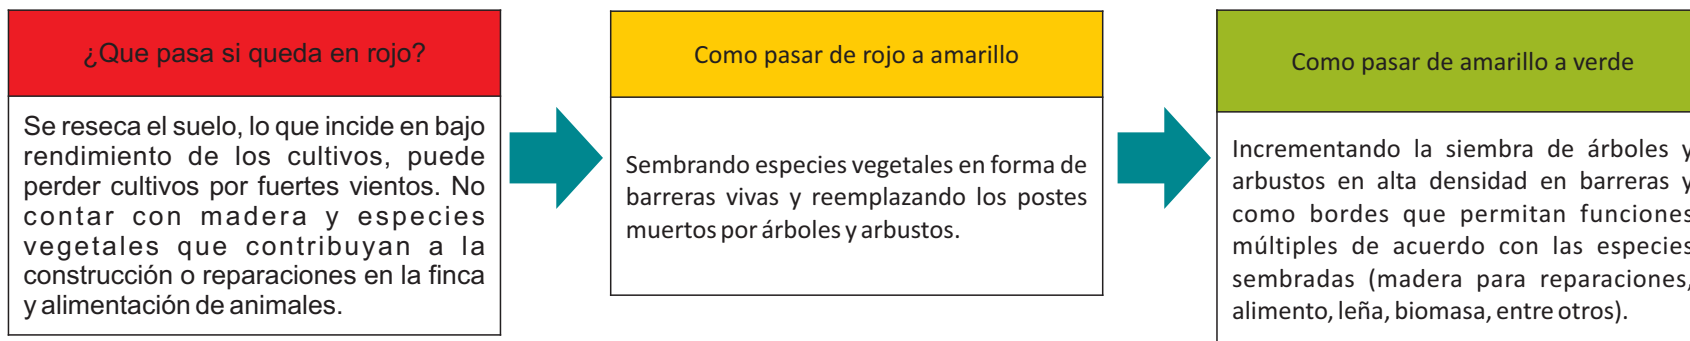 ¿Que pasa si queda en rojo?
Se reseca el suelo, lo que incide en bajo
rendimiento de los cultivos, puede
perder cultivos por fuertes vientos. No
contar con madera y especies
vegetales que contribuyan a la
construcción o reparaciones en la finca
y alimentación de animales.
Como pasar de rojo a amarillo
Sembrando especies vegetales en forma de
barreras vivas y reemplazando los postes
muertos por árboles y arbustos.
Como pasar de amarillo a verde
Incrementando la siembra de árboles y
arbustos en alta densidad en barreras y
como bordes que permitan funciones
múltiples de acuerdo con las especies
sembradas (madera para reparaciones,
alimento, leña, biomasa, entre otros).